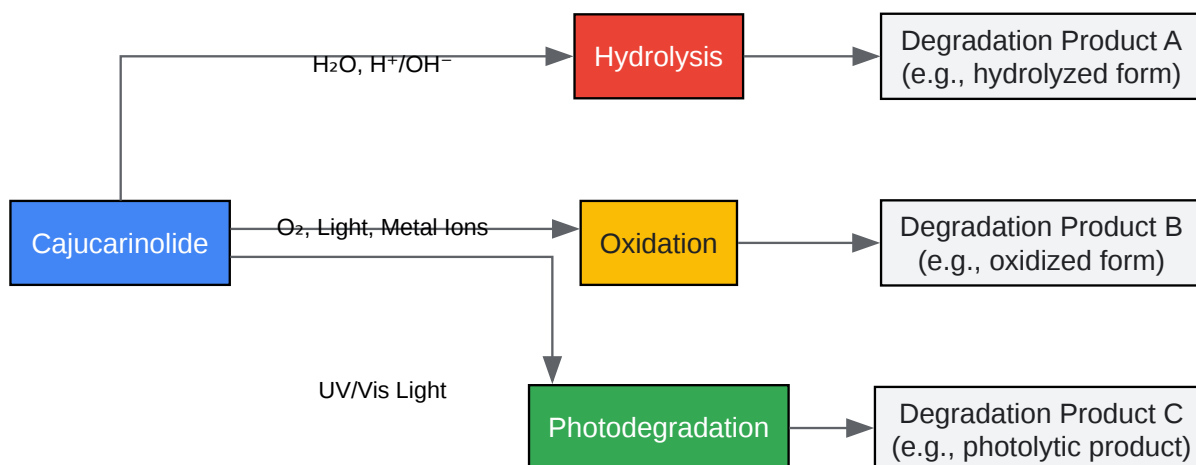 H₂O, H⁺/OH⁻
Hydrolysis
Degradation Product A
(e.g., hydrolyzed form)
Cajucarinolide
O₂, Light, Metal Ions
Oxidation
Degradation Product B
(e.g., oxidized form)
UV/Vis Light
Photodegradation
Degradation Product C
(e.g., photolytic product)